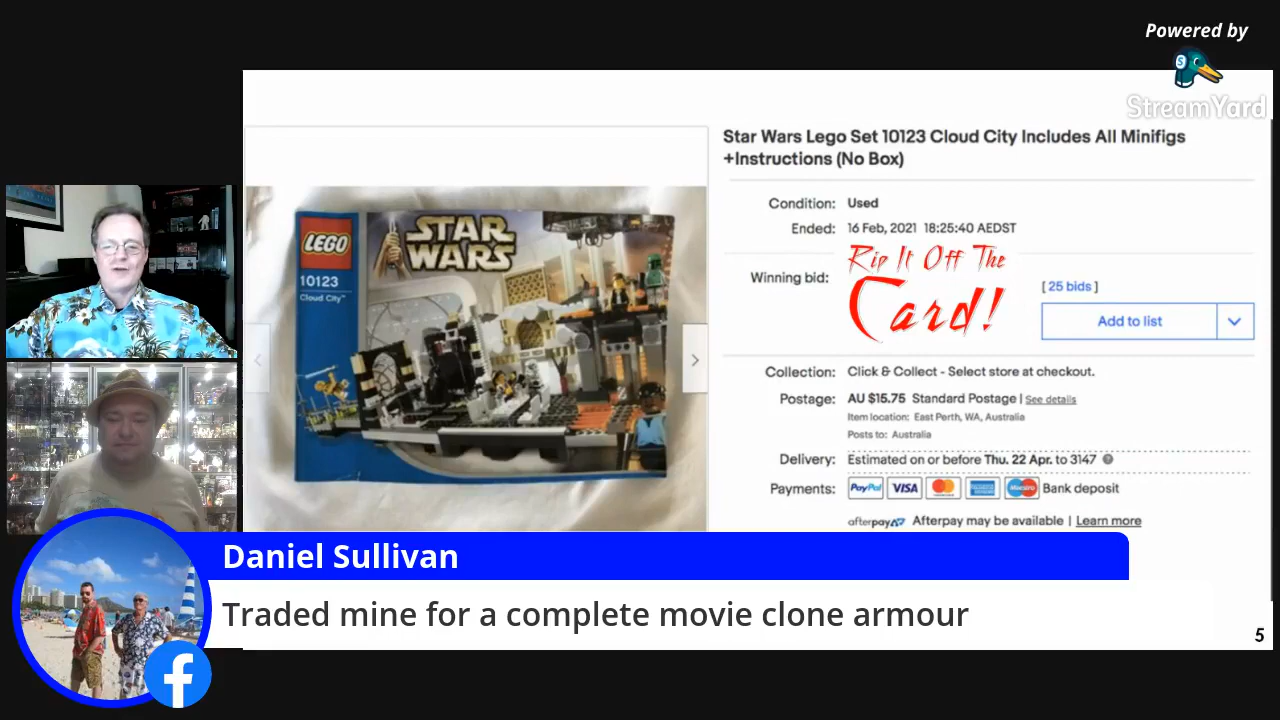 Powered by
StreamYard
Star Wars Lego Set 10123 Cloud City Includes All Minifigs
+Instructions (No Box)
Condition: Used
Ended: 16 Feb, 2021 18:25:40 AEDST
Winning bid:
Rip It Off The
Card!
[ 25 bids ]
Add to list
Collection: Click & Collect - Select store at checkout.
Postage: AU $15.75 Standard Postage | See details
Item location: East Perth, WA, Australia
Posts to: Australia
Delivery: Estimated on or before Thu. 22 Apr. to 3147
Payments: PayPal VISA Maestro Bank deposit
afterpay Afterpay may be available | Learn more
LEGO
10123
Cloud City™
STAR
WARS
Daniel Sullivan
Traded mine for a complete movie clone armour
5